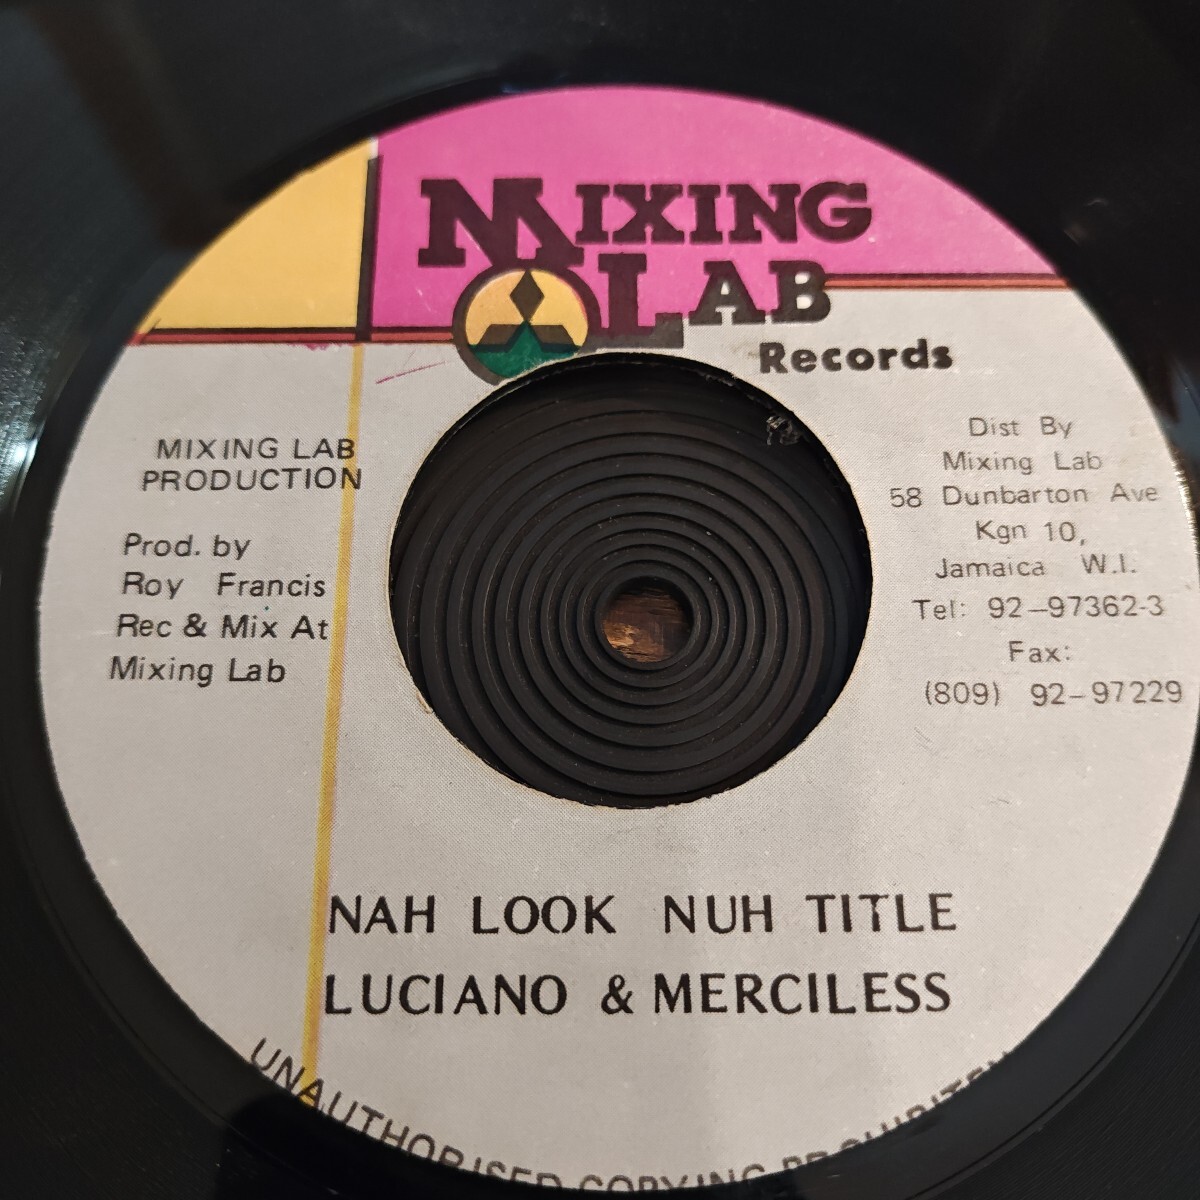 MIXING
LAB
Records
MIXING LAB
PRODUCTION
Prod. by
Roy Francis
Rec & Mix At
Mixing Lab
Dist By
Mixing Lab
58 Dunbarton Ave
Kgn 10,
Jamaica W.I.
Tel: 92-97362-3
Fax:
(809) 92-97229
NAH LOOK NUH TITLE
LUCIANO & MERCILESS
UNAUTHORISED COPYING